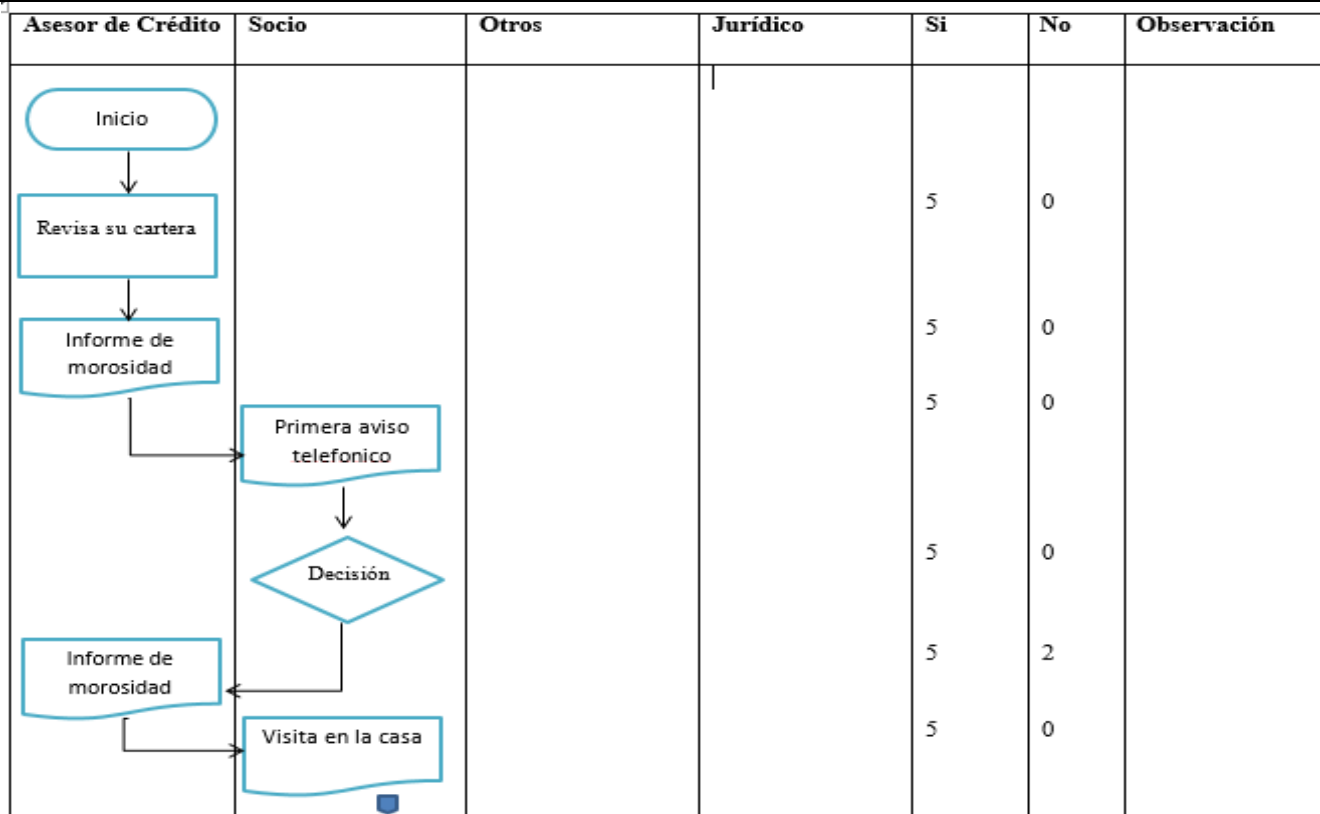 Asesor de Crédito Socio Otros Jurídico Si No Observación
Inicio
Revisa su cartera 5 0
Informe de 5 0
morosidad
5 0
Primera aviso
telefonico
Decisión 5 0
Informe de 5 2
morosidad
Visita en la casa 5 0